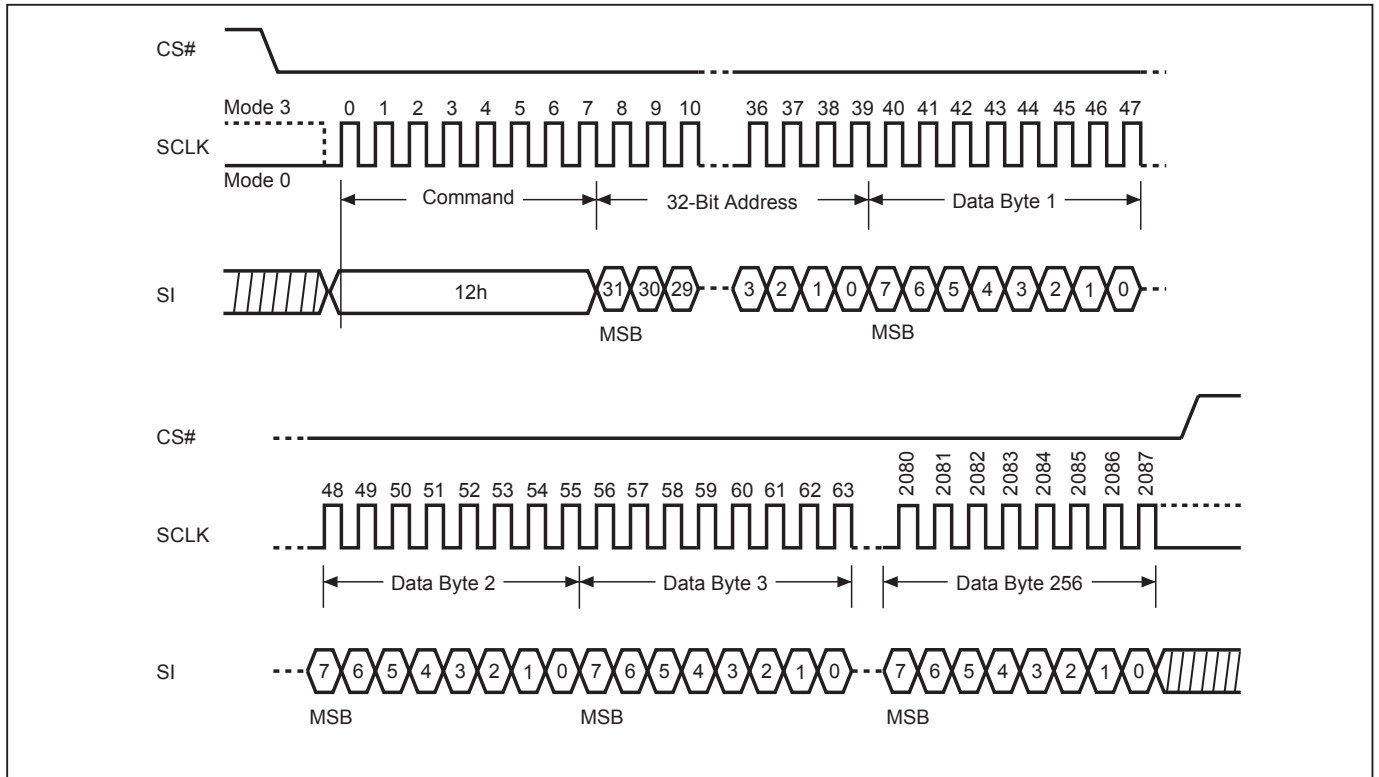 CS#
Mode 3 0 1 2 3 4 5 6 7 8 9 10 36 37 38 39 40 41 42 43 44 45 46 47
SCLK
Mode 0
Command 32-Bit Address Data Byte 1
SI 12h 31 30 29 3 2 1 0 7 6 5 4 3 2 1 0
MSB MSB
CS#
48 49 50 51 52 53 54 55 56 57 58 59 60 61 62 63 2080 2081 2082 2083 2084 2085 2086 2087
SCLK
Data Byte 2 Data Byte 3 Data Byte 256
SI 7 6 5 4 3 2 1 0 7 6 5 4 3 2 1 0 7 6 5 4 3 2 1 0
MSB MSB MSB